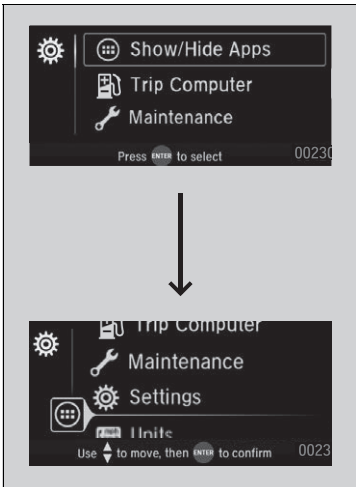 Show/Hide Apps
Trip Computer
Maintenance
Press ENTER to select 00230
Trip Computer
Maintenance
Settings
mph
Units
Use to move, then ENTER to confirm 0023